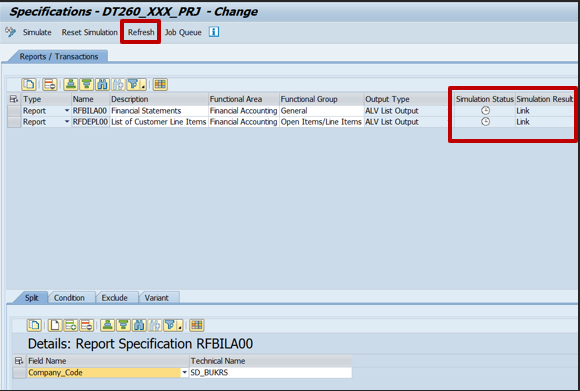 Specifications - DT260_XXX_PRJ - Change
Simulate Reset Simulation Refresh Job Queue
Reports / Transactions
Type Name Description Functional Area Functional Group Output Type Simulation Status Simulation Result
Report RFBILA00 Financial Statements Financial Accounting General ALV List Output Link
Report RFDEPL00 List of Customer Line Items Financial Accounting Open Items/Line Items ALV List Output Link
Split Condition Exclude Variant
Details: Report Specification RFBILA00
Field Name Technical Name
Company_Code SD_BUKRS